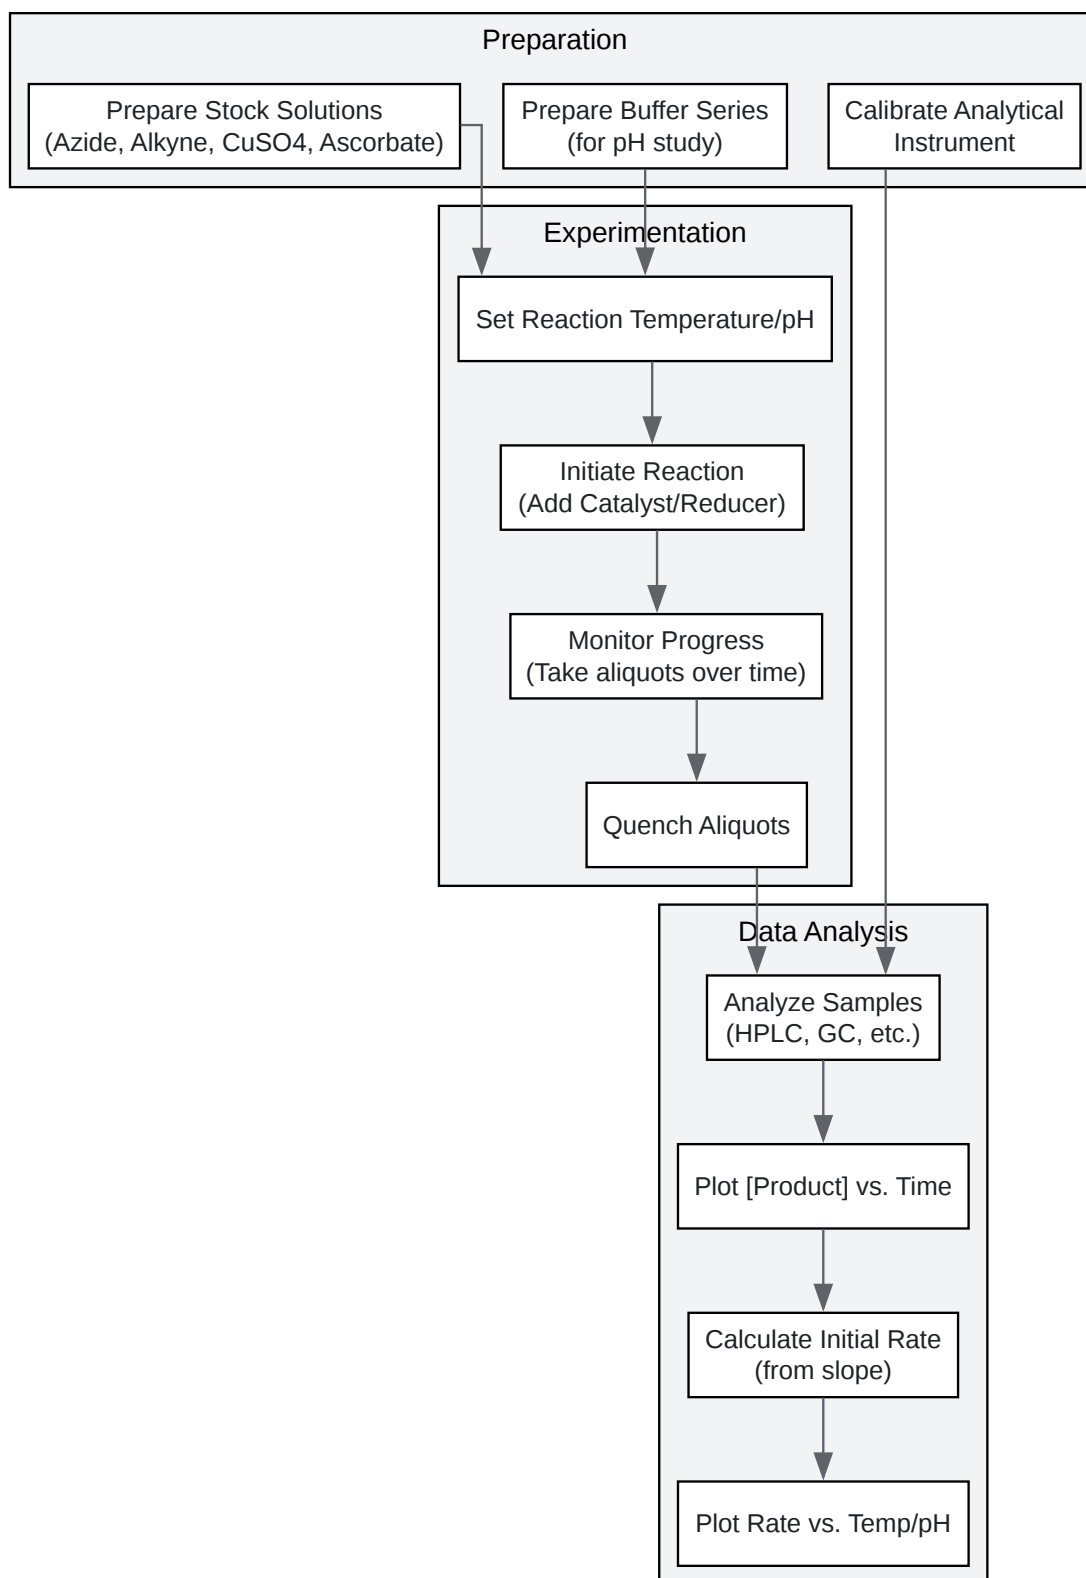 Preparation
Prepare Stock Solutions
(Azide, Alkyne, CuSO4, Ascorbate)
Prepare Buffer Series
(for pH study)
Calibrate Analytical
Instrument
Experimentation
Set Reaction Temperature/pH
Initiate Reaction
(Add Catalyst/Reducer)
Monitor Progress
(Take aliquots over time)
Quench Aliquots
Data Analysis
Analyze Samples
(HPLC, GC, etc.)
Plot [Product] vs. Time
Calculate Initial Rate
(from slope)
Plot Rate vs. Temp/pH